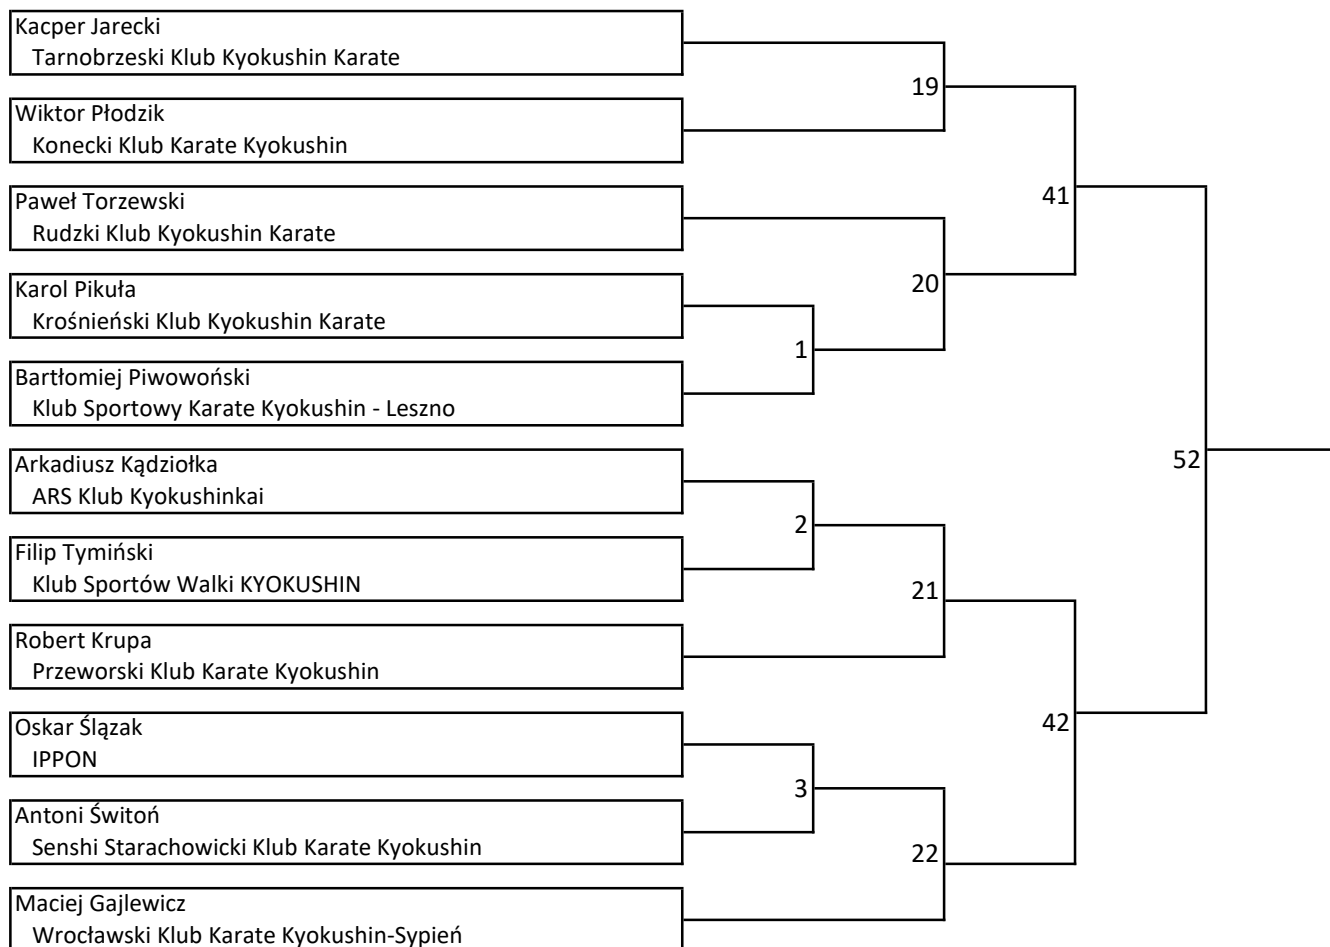 Kacper Jarecki
Tarnobrzeski Klub Kyokushin Karate
19
Wiktor Płodzik
Konecki Klub Karate Kyokushin
41
Paweł Torzewski
Rudzki Klub Kyokushin Karate
20
Karol Pikuła
Krośnieński Klub Kyokushin Karate
1
Bartłomiej Piwowoński
Klub Sportowy Karate Kyokushin - Leszno
52
Arkadiusz Kądziołka
ARS Klub Kyokushinkai
2
Filip Tymiński
Klub Sportów Walki KYOKUSHIN
21
Robert Krupa
Przeworski Klub Karate Kyokushin
42
Oskar Ślązak
IPPON
3
Antoni Świtoń
Senshi Starachowicki Klub Karate Kyokushin
22
Maciej Gajlewicz
Wrocławski Klub Karate Kyokushin-Sypień